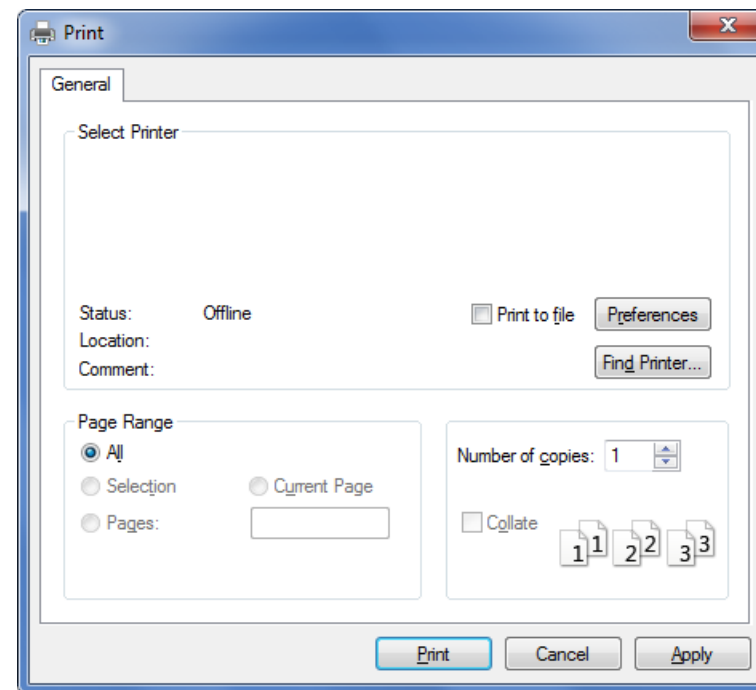 Print
General
Select Printer
Status: Offline
Print to file Preferences
Location:
Comment:
Find Printer...
Page Range
All
Selection Current Page
Pages:
Number of copies: 1
Collate
1 1 2 2 3 3
Print Cancel Apply